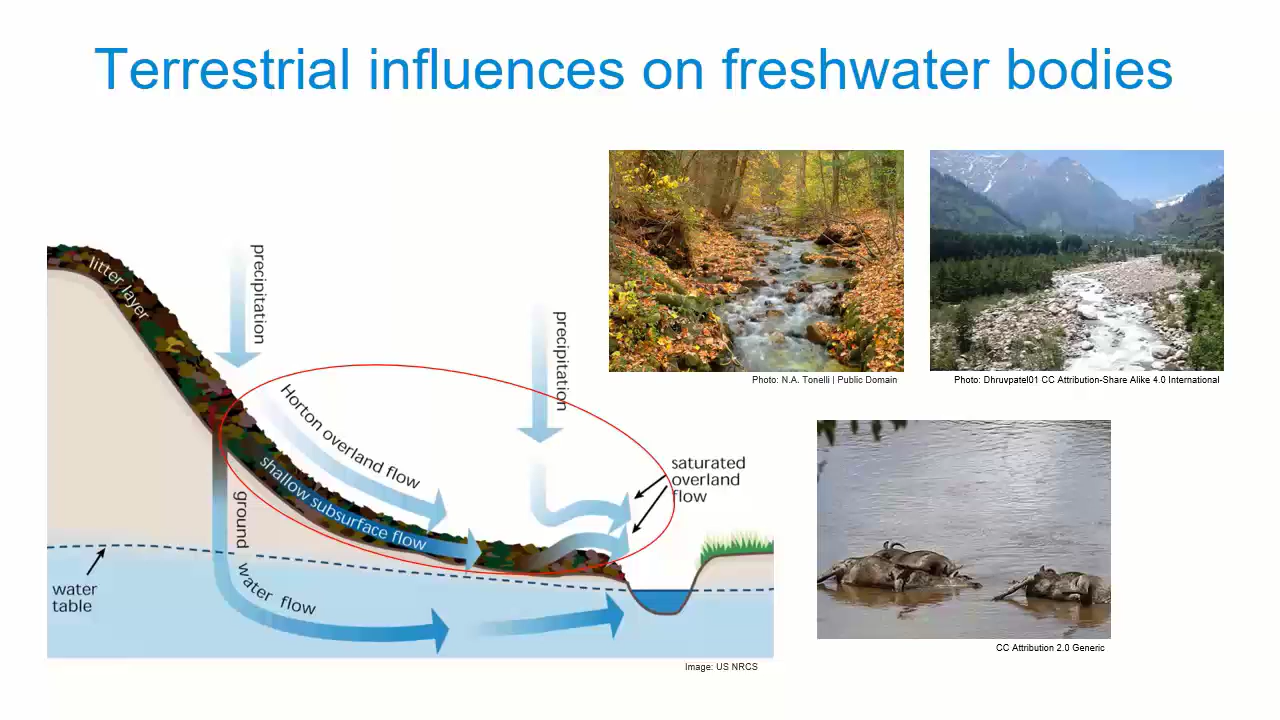 Terrestrial influences on freshwater bodies
litter layer
precipitation
precipitation
Horton overland flow
shallow subsurface flow
saturated
overland
flow
ground water flow
water
table
Image: US NRCS
Photo: N.A. Tonelli | Public Domain
Photo: Dhruvpatel01 CC Attribution-Share Alike 4.0 International
CC Attribution 2.0 Generic